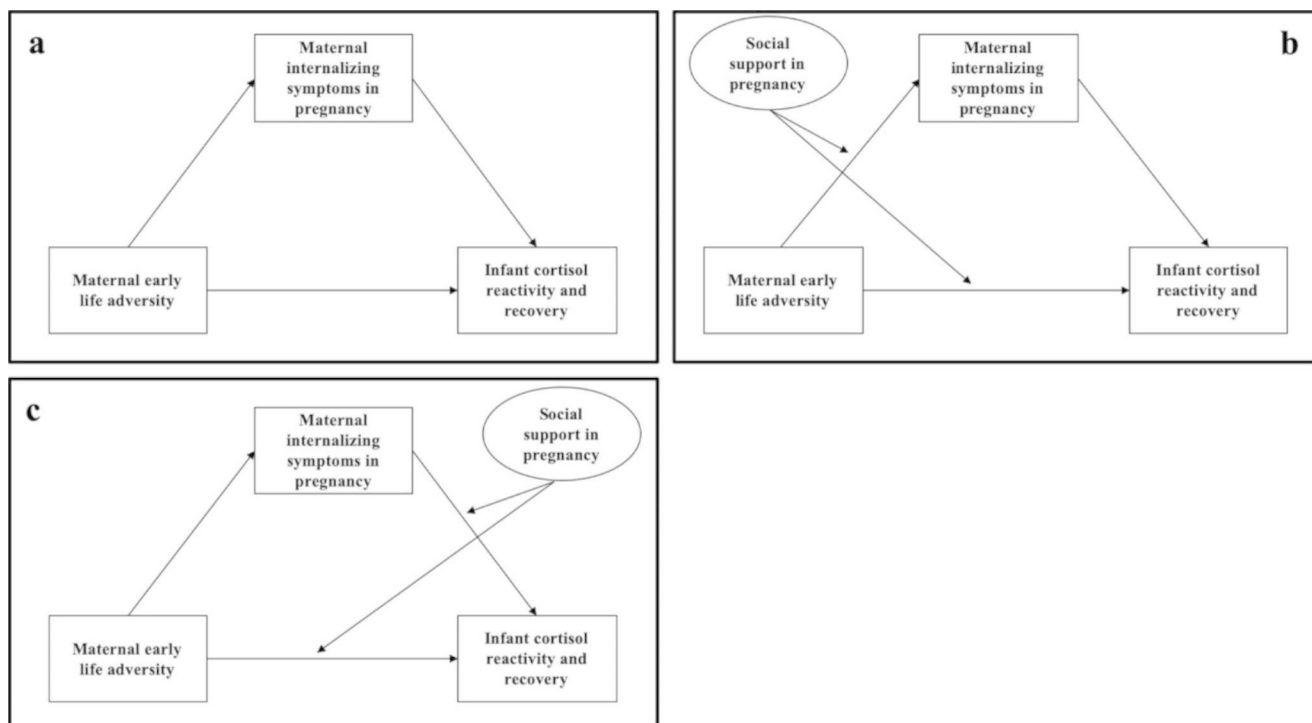 a
Maternal
internalizing
symptoms in
pregnancy
Maternal early
life adversity
Infant cortisol
reactivity and
recovery
b
Social
support in
pregnancy
Maternal
internalizing
symptoms in
pregnancy
Maternal early
life adversity
Infant cortisol
reactivity and
recovery
c
Maternal
internalizing
symptoms in
pregnancy
Social
support in
pregnancy
Maternal early
life adversity
Infant cortisol
reactivity and
recovery